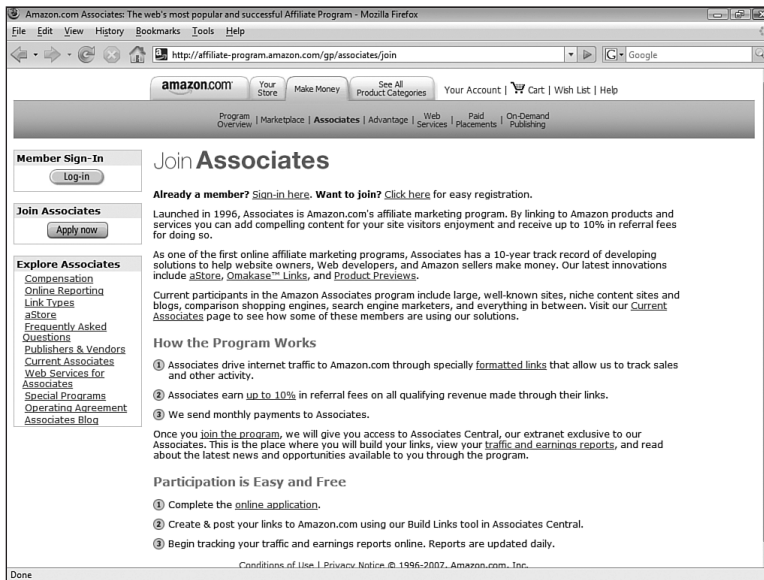 Amazon.com Associates: The web's most popular and successful Affiliate Program - Mozilla Firefox
File Edit View History Bookmarks Tools Help
http://affiliate-program.amazon.com/gp/associates/join
G Google
amazon.com
Your Store
Make Money
See All Product Categories
Your Account | Cart | Wish List | Help
Program Overview | Marketplace | Associates | Advantage | Web Services | Paid Placements | On-Demand Publishing
Member Sign-In
Log-in
Join Associates
Apply now
Explore Associates
Compensation
Online Reporting
Link Types
aStore
Frequently Asked
Questions
Publishers & Vendors
Current Associates
Web Services for
Associates
Special Programs
Operating Agreement
Associates Blog
Join Associates
Already a member? Sign-in here. Want to join? Click here for easy registration.
Launched in 1996, Associates is Amazon.com's affiliate marketing program. By linking to Amazon products and
services you can add compelling content for your site visitors enjoyment and receive up to 10% in referral fees
for doing so.
As one of the first online affiliate marketing programs, Associates has a 10-year track record of developing
solutions to help website owners, Web developers, and Amazon sellers make money. Our latest innovations
include aStore, Omakase™ Links, and Product Previews.
Current participants in the Amazon Associates program include large, well-known sites, niche content sites and
blogs, comparison shopping engines, search engine marketers, and everything in between. Visit our Current
Associates page to see how some of these members are using our solutions.
How the Program Works
1 Associates drive internet traffic to Amazon.com through specially formatted links that allow us to track sales
and other activity.
2 Associates earn up to 10% in referral fees on all qualifying revenue made through their links.
3 We send monthly payments to Associates.
Once you join the program, we will give you access to Associates Central, our extranet exclusive to our
Associates. This is the place where you will build your links, view your traffic and earnings reports, and read
about the latest news and opportunities available to you through the program.
Participation is Easy and Free
1 Complete the online application.
2 Create & post your links to Amazon.com using our Build Links tool in Associates Central.
3 Begin tracking your traffic and earnings reports online. Reports are updated daily.
Conditions of Use | Privacy Notice © 1996-2007, Amazon.com, Inc.
Done